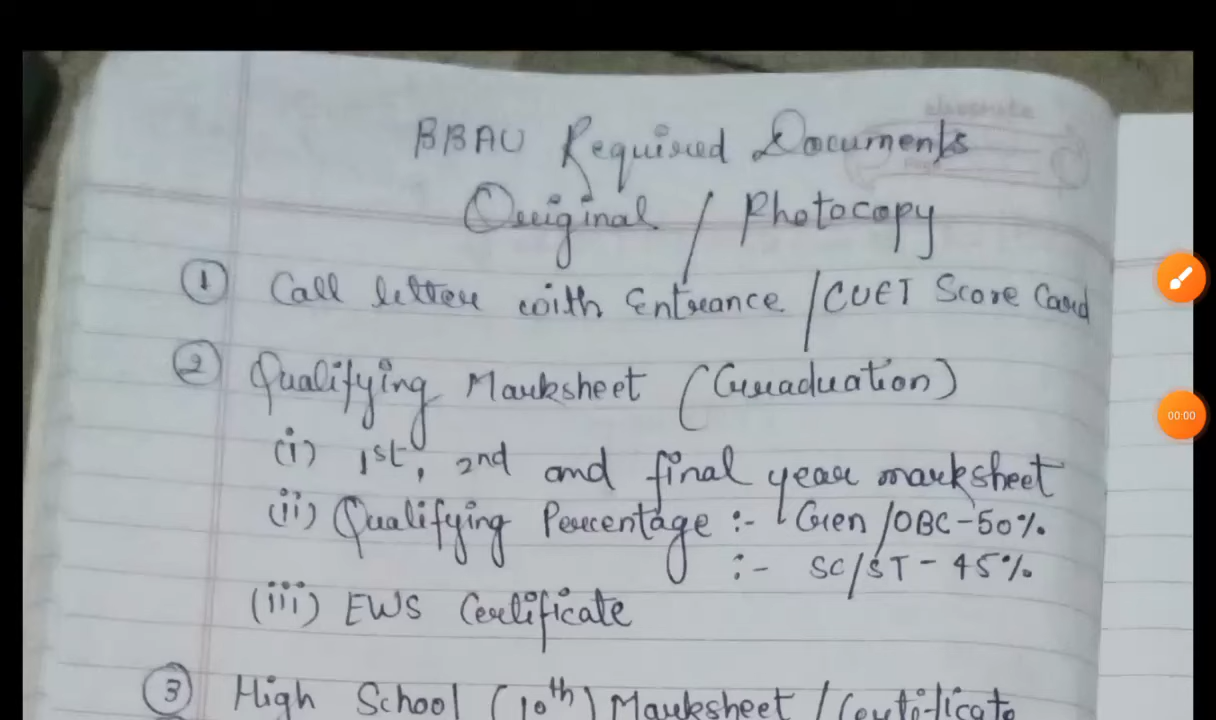 BBAU Required Documents
Original / Photocopy
① Call letter with Entrance / CUET Score Card
② Qualifying Marksheet (Graduation)
(i) 1st, 2nd and final year marksheet
(ii) Qualifying Percentage :- Gen / OBC - 50%
:- SC/ST - 45%
(iii) EWS Certificate
③ High School (10th) Marksheet / Certificate
00:00